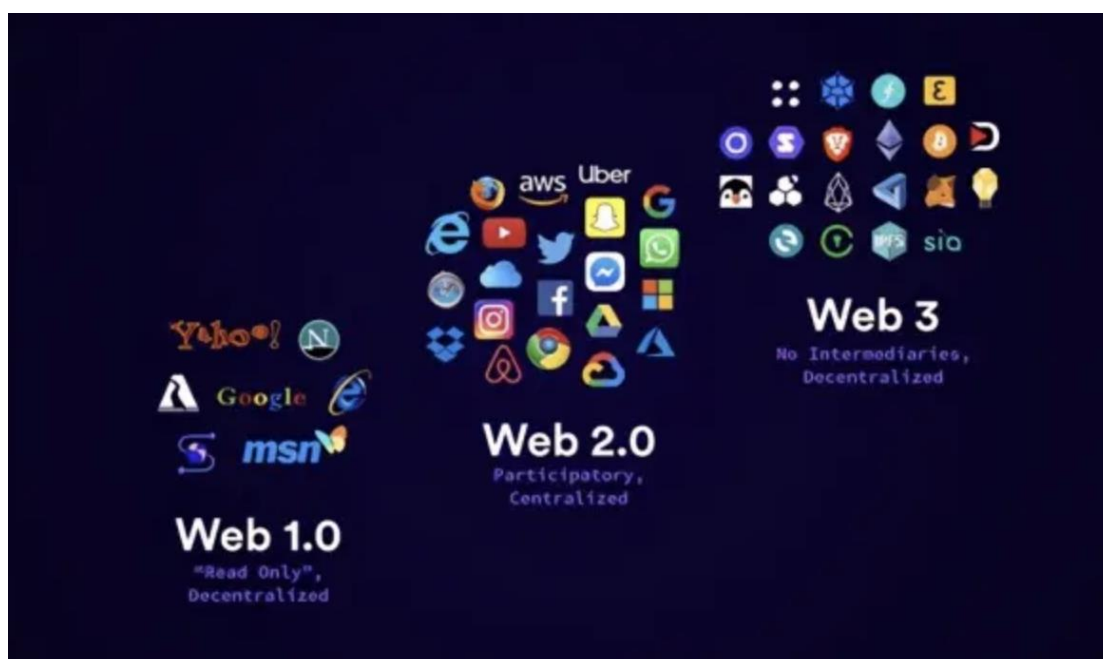 Yahoo!
N
Google
msn
Web 1.0
"Read Only",
Decentralized
aws
Uber
Web 2.0
Participatory,
Centralized
IPFS
sia
Web 3
No Intermediaries,
Decentralized